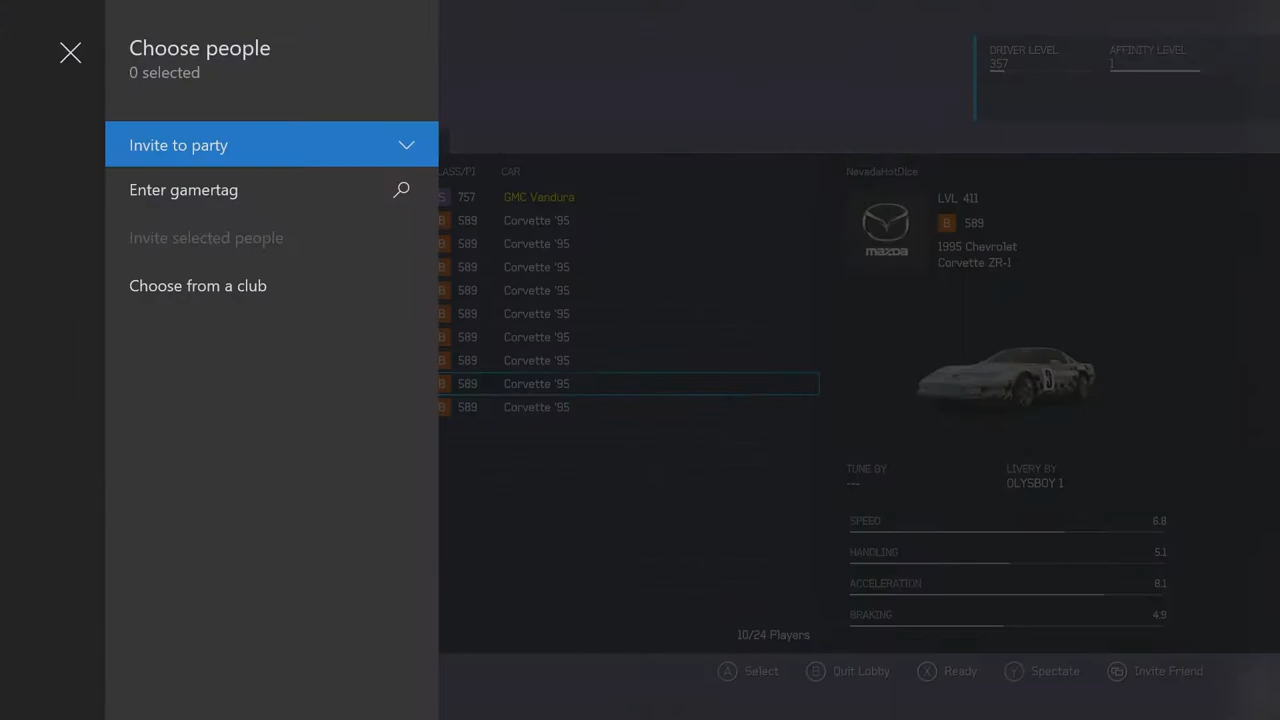 Choose people
0 selected
Invite to party
Enter gamertag
Invite selected people
Choose from a club
DRIVER LEVEL
357
AFFINITY LEVEL
1
LASS/PI CAR
S 757 GMC Vandura
B 589 Corvette '95
B 589 Corvette '95
B 589 Corvette '95
B 589 Corvette '95
B 589 Corvette '95
B 589 Corvette '95
B 589 Corvette '95
B 589 Corvette '95
B 589 Corvette '95
10/24 Players
NevadaHotDice
mazda
LVL 411
B 589
1995 Chevrolet
Corvette ZR-1
TUNE BY
---
LIVERY BY
OLYSBOY 1
SPEED 6.8
HANDLING 5.1
ACCELERATION 8.1
BRAKING 4.9
A Select B Quit Lobby X Ready Y Spectate Invite Friend